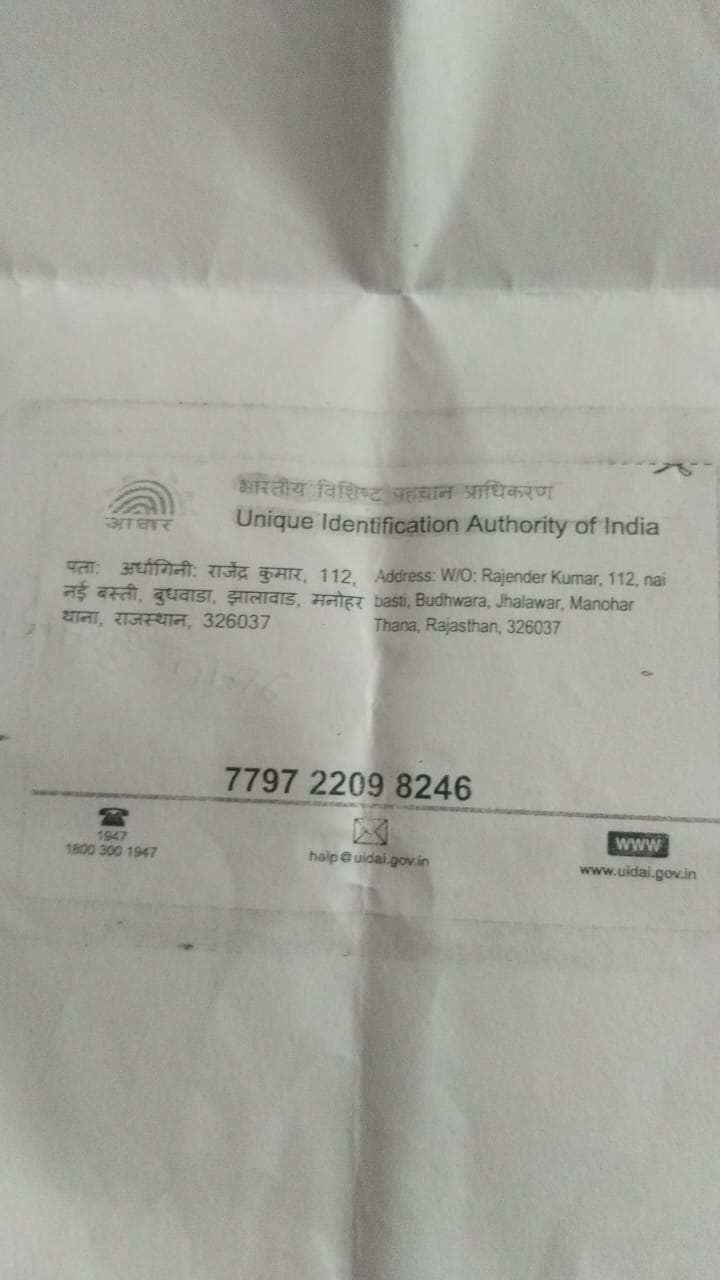 भारतीय विशिष्ट पहचान प्राधिकरण
आधार
Unique Identification Authority of India
पता: अर्धांगिनी: राजेंद्र कुमार, 112,
नई बस्ती, बुधवाडा, झालावाड, मनोहर
थाना, राजस्थान, 326037
Address: W/O: Rajender Kumar, 112, nai
basti, Budhwara, Jhalawar, Manohar
Thana, Rajasthan, 326037
7797 2209 8246
1947
1800 300 1947
help@uidai.gov.in
WWW
www.uidai.gov.in